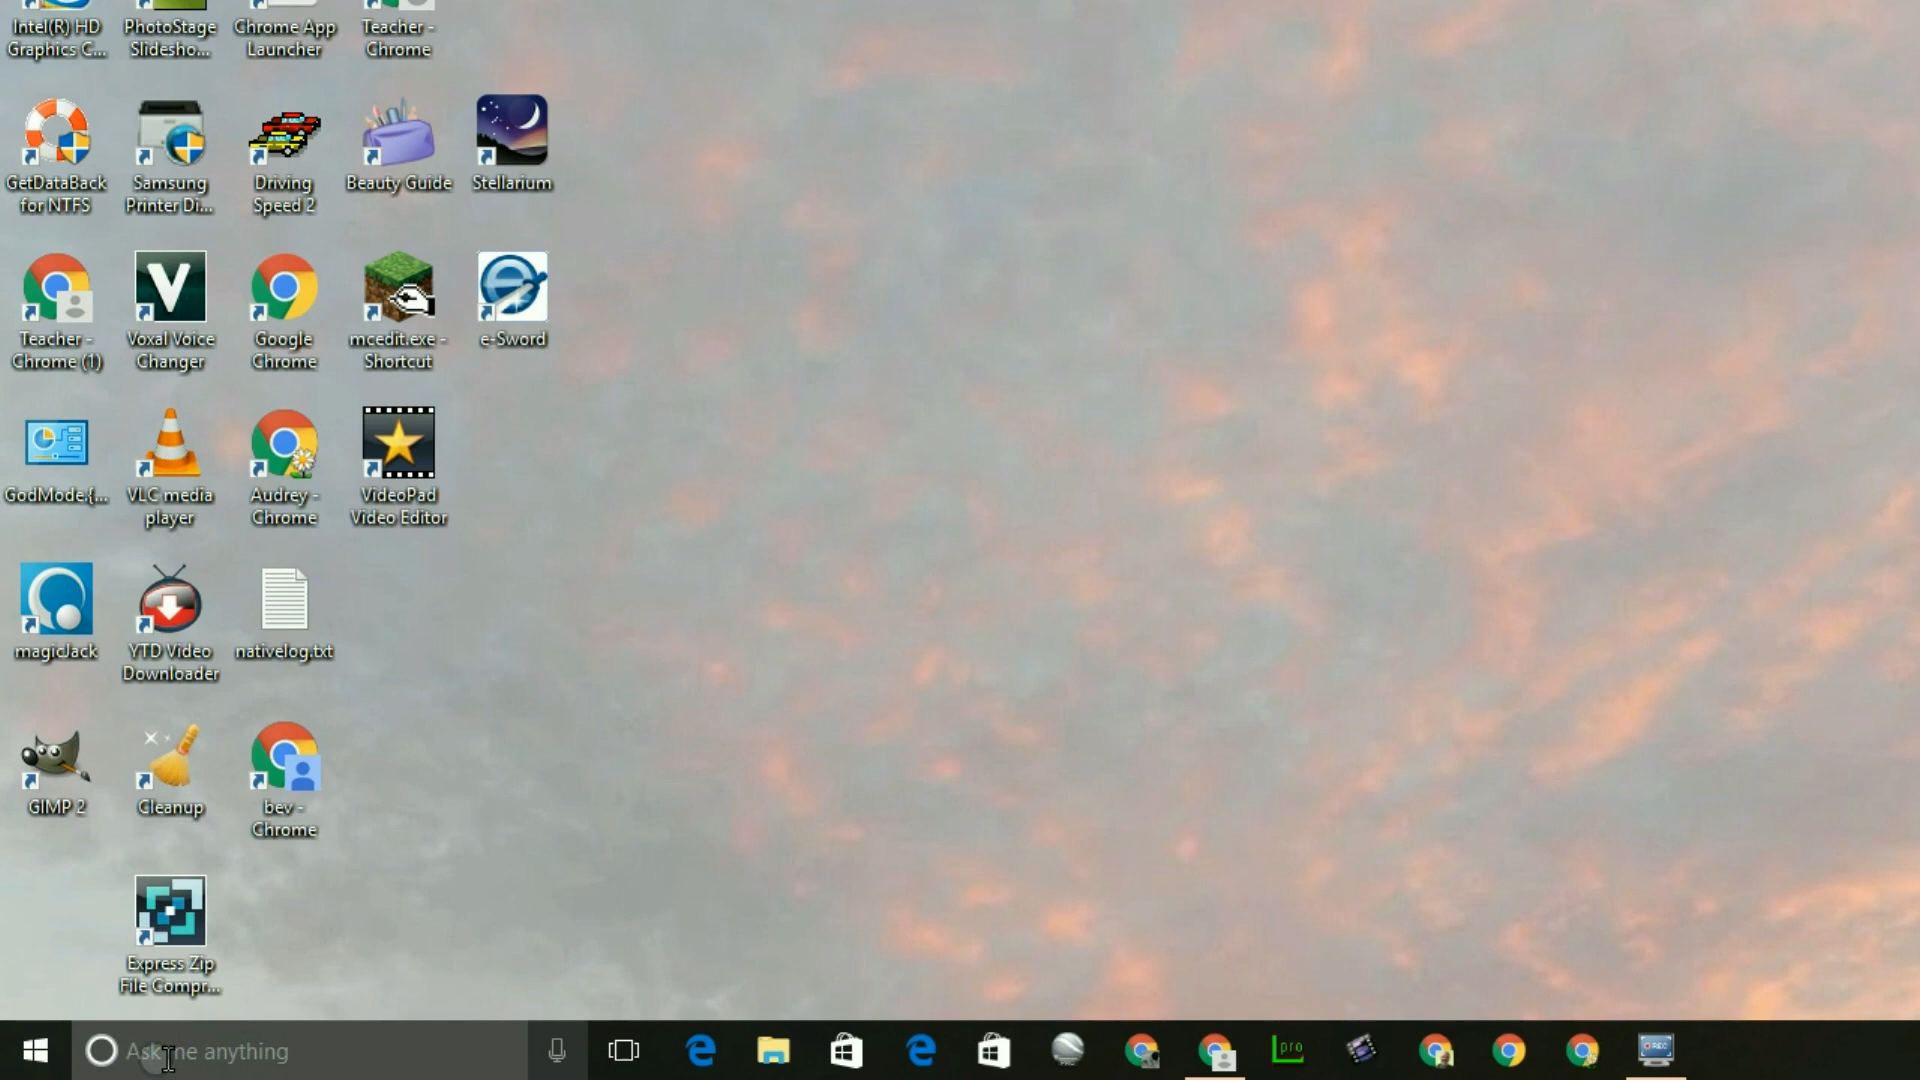 Intel(R) HD
Graphics C...
PhotoStage
Slidesho...
Chrome App
Launcher
Teacher -
Chrome
GetDataBack
for NTFS
Samsung
Printer Di...
Driving
Speed 2
Beauty Guide
Stellarium
Teacher -
Chrome (1)
V
Voxal Voice
Changer
Google
Chrome
mcedit.exe -
Shortcut
e-Sword
GodMode.{...
VLC media
player
Audrey -
Chrome
VideoPad
Video Editor
magicJack
YTD Video
Downloader
nativelog.txt
GIMP 2
Cleanup
bev -
Chrome
Express Zip
File Compr...
Ask me anything
pro
REC